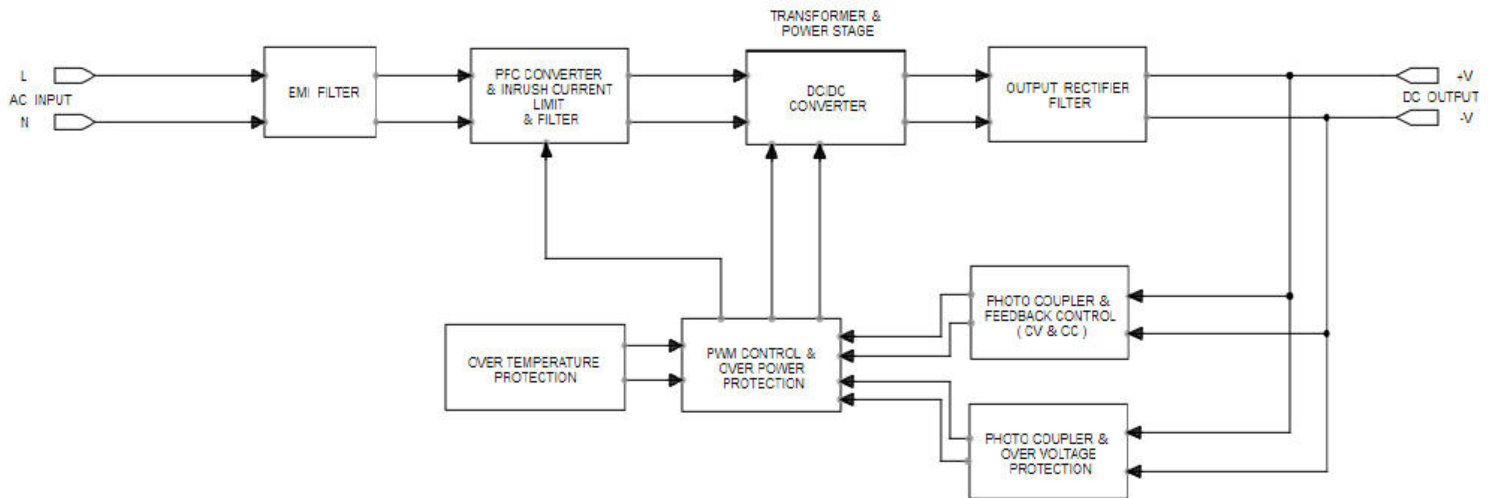 TRANSFORMER &
POWER STAGE
L
AC INPUT
N
EMI FILTER
PFC CONVERTER
& INRUSH CURRENT
LIMIT
& FILTER
DC/DC
CONVERTER
OUTPUT RECTIFIER
FILTER
+V
DC OUTPUT
-V
OVER TEMPERATURE
PROTECTION
PWM CONTROL &
OVER POWER
PROTECTION
PHOTO COUPLER &
FEEDBACK CONTROL
( CV & CC )
PHOTO COUPLER &
OVER VOLTAGE
PROTECTION